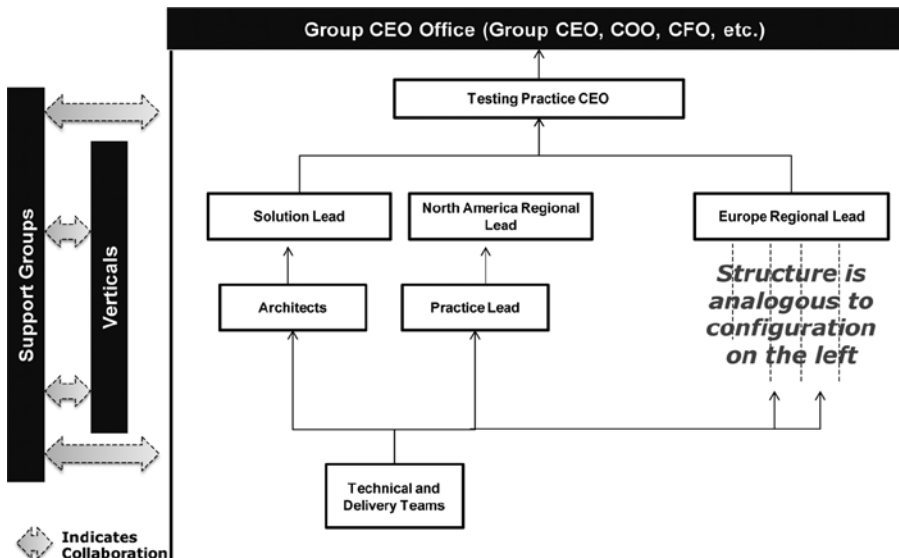 Group CEO Office (Group CEO, COO, CFO, etc.)
Testing Practice CEO
Solution Lead
North America Regional
Lead
Europe Regional Lead
Architects
Practice Lead
Structure is
analogous to
configuration
on the left
Technical and
Delivery Teams
Support Groups
Verticals
Indicates
Collaboration